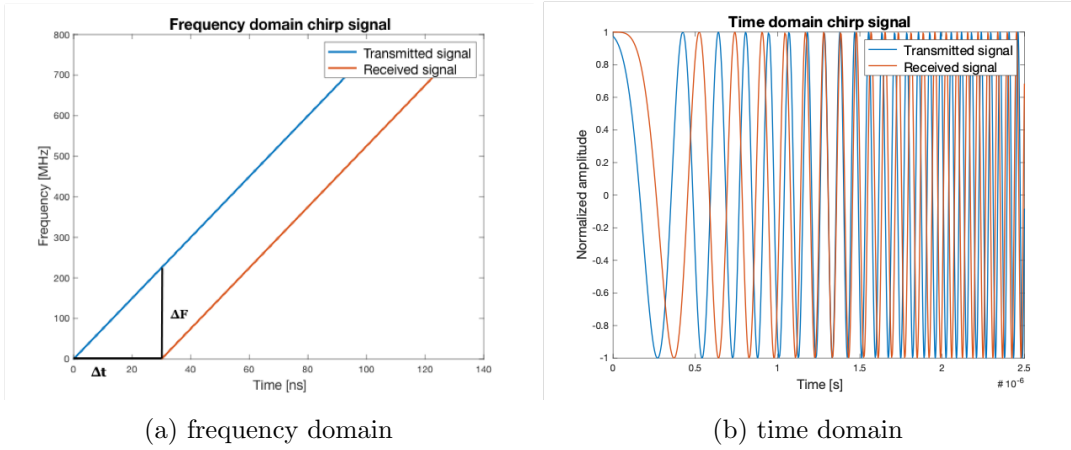 Frequency domain chirp signal
800
700
600
500
400
300
200
100
0
Frequency [MHz]
Transmitted signal
Received signal
ΔF
Δt
0 20 40 60 80 100 120 140
Time [ns]
(a) frequency domain
Time domain chirp signal
1
0.8
0.6
0.4
0.2
0
-0.2
-0.4
-0.6
-0.8
-1
Normalized amplitude
Transmitted signal
Received signal
0 0.5 1 1.5 2 2.5
Time [s]
# 10-6
(b) time domain